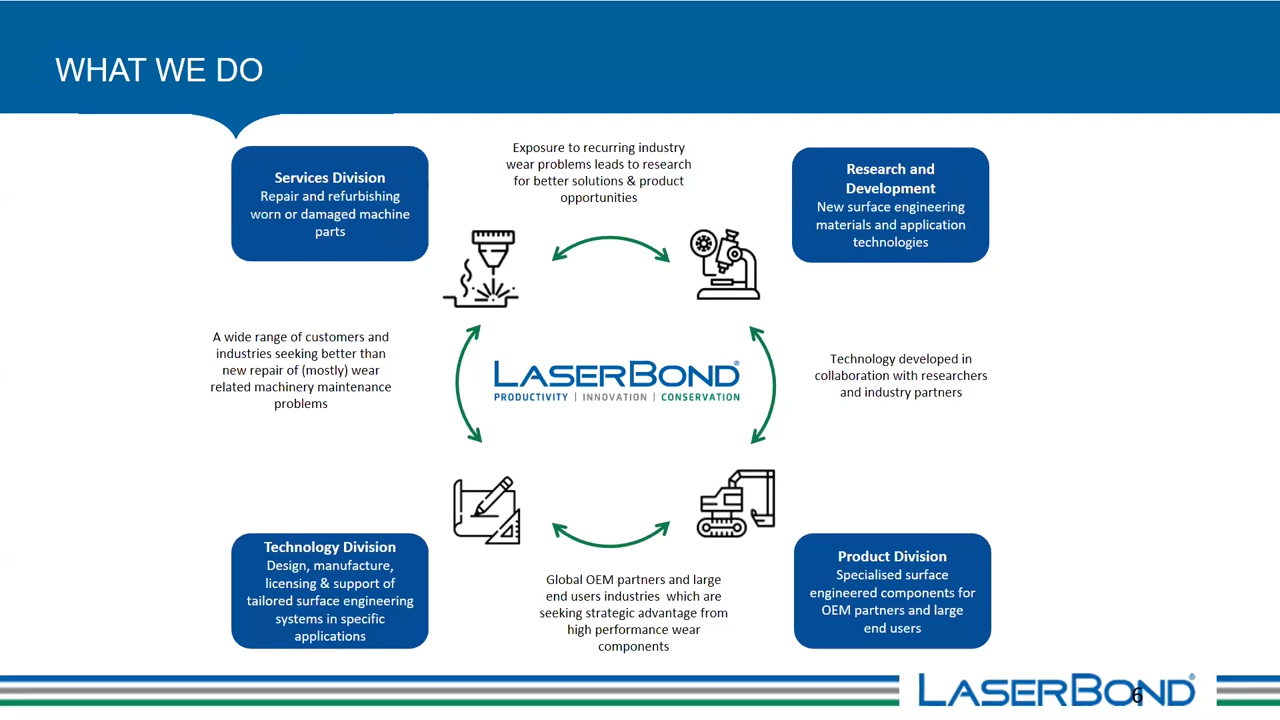 WHAT WE DO
Services Division
Repair and refurbishing
worn or damaged machine
parts
Exposure to recurring industry
wear problems leads to research
for better solutions & product
opportunities
Research and
Development
New surface engineering
materials and application
technologies
A wide range of customers and
industries seeking better than
new repair of (mostly) wear
related machinery maintenance
problems
LASERBOND®
PRODUCTIVITY | INNOVATION | CONSERVATION
Technology developed in
collaboration with researchers
and industry partners
Technology Division
Design, manufacture,
licensing & support of
tailored surface engineering
systems in specific
applications
Global OEM partners and large
end users industries  which are
seeking strategic advantage from
high performance wear
components
Product Division
Specialised surface
engineered components for
OEM partners and large
end users
LASERBOND®
6